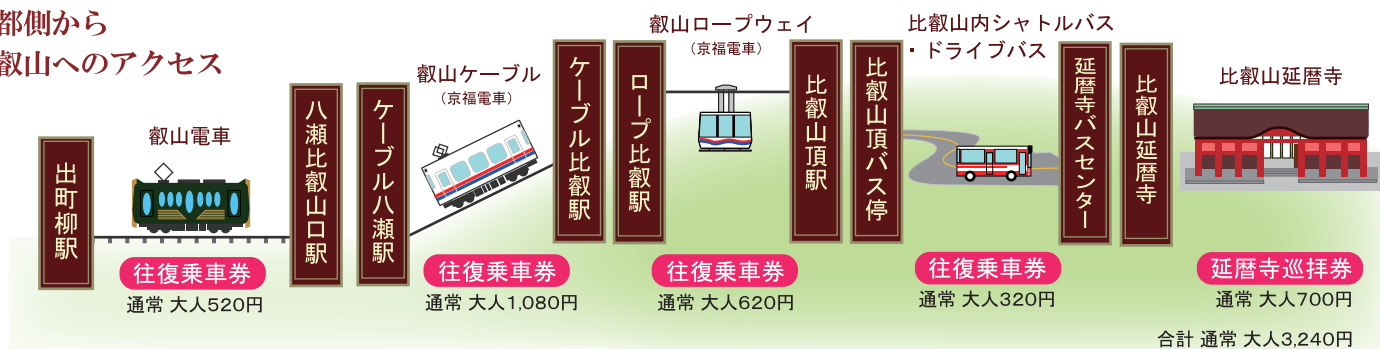 都側から
叡山へのアクセス
出町柳駅
叡山電車
往復乗車券
通常 大人520円
八瀬比叡山口駅
ケーブル八瀬駅
叡山ケーブル
(京福電車)
往復乗車券
通常 大人1,080円
ケーブル比叡駅
ロープ比叡駅
叡山ロープウェイ
(京福電車)
往復乗車券
通常 大人620円
比叡山頂駅
比叡山頂バス停
比叡山内シャトルバス
・ドライブバス
往復乗車券
通常 大人320円
延暦寺バスセンター
比叡山延暦寺
比叡山延暦寺
延暦寺巡拝券
通常 大人700円
合計 通常 大人3,240円